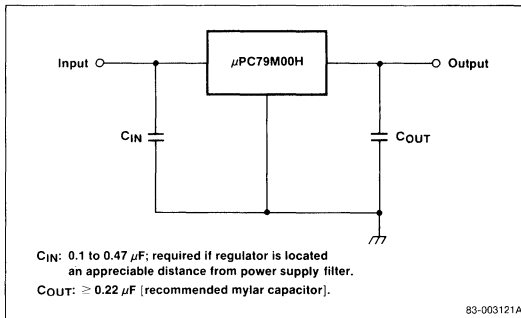 μPC79M00H
Input
Output
CIN
COUT
CIN: 0.1 to 0.47 μF; required if regulator is located
an appreciable distance from power supply filter.
COUT: ≥ 0.22 μF [recommended mylar capacitor].
83-003121A